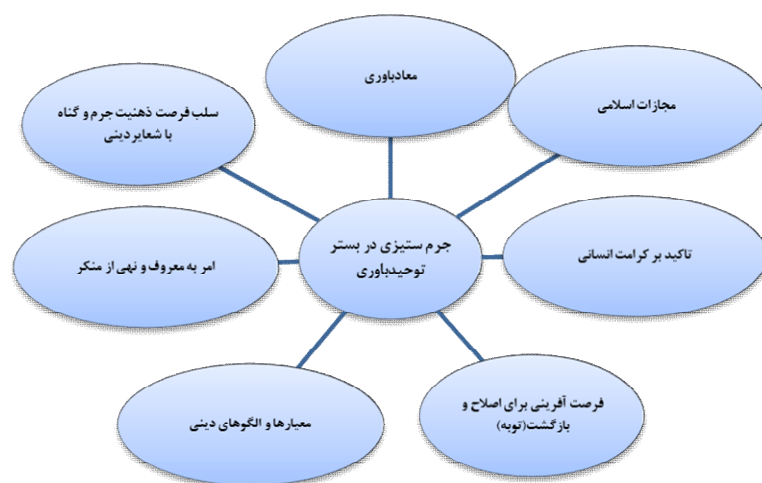 معادباوری
مجازات اسلامی
سلب فرصت ذهنیت جرم و گناه
با شعایر دینی
جرم ستیزی در بستر
توحیدباوری
تاکید بر کرامت انسانی
امر به معروف و نهی از منکر
فرصت آفرینی برای اصلاح و
بازگشت(توبه)
معیارها و الگوهای دینی